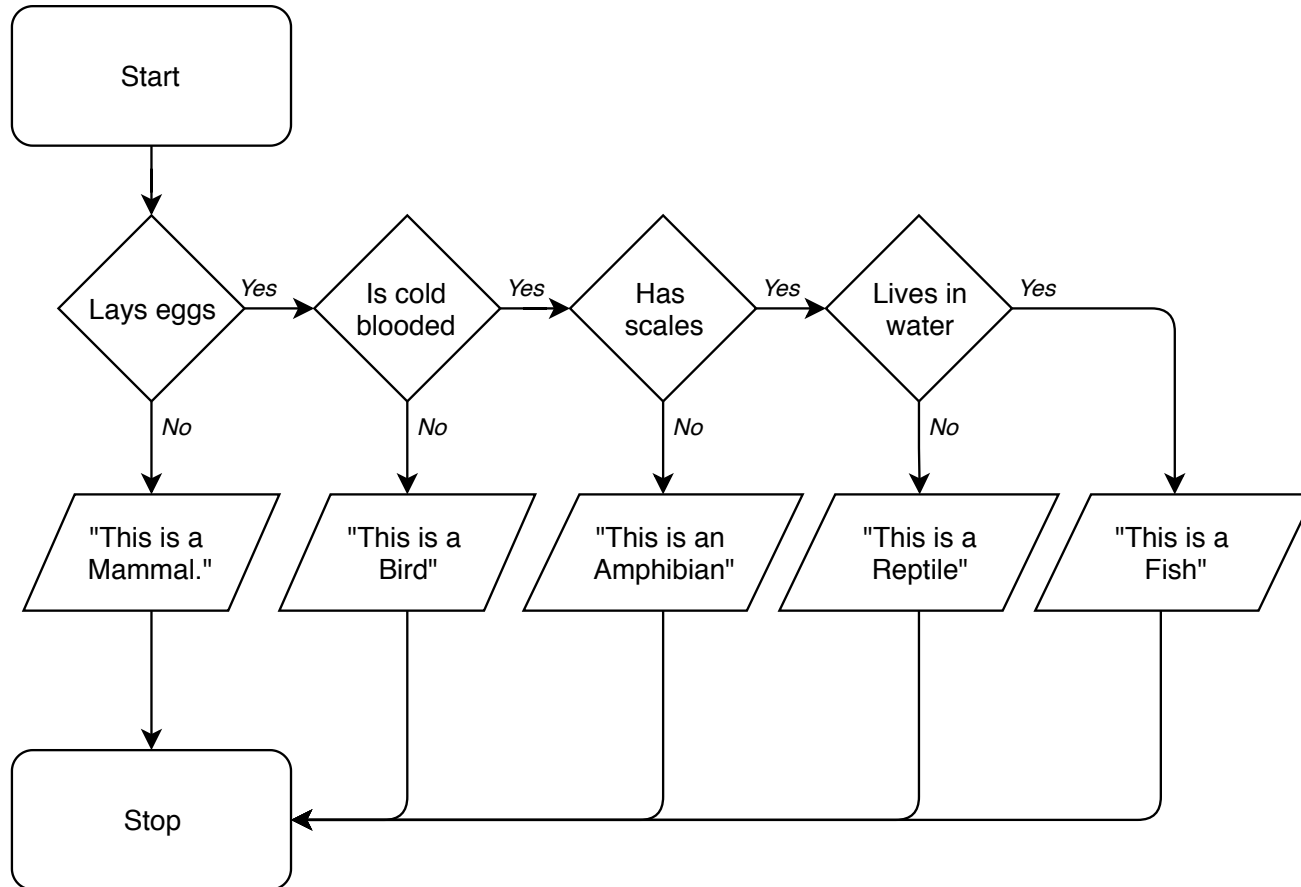 Start
Lays eggs
Yes
Is cold
blooded
Yes
Has
scales
Yes
Lives in
water
Yes
No
No
No
No
"This is a
Mammal."
"This is a
Bird"
"This is an
Amphibian"
"This is a
Reptile"
"This is a
Fish"
Stop